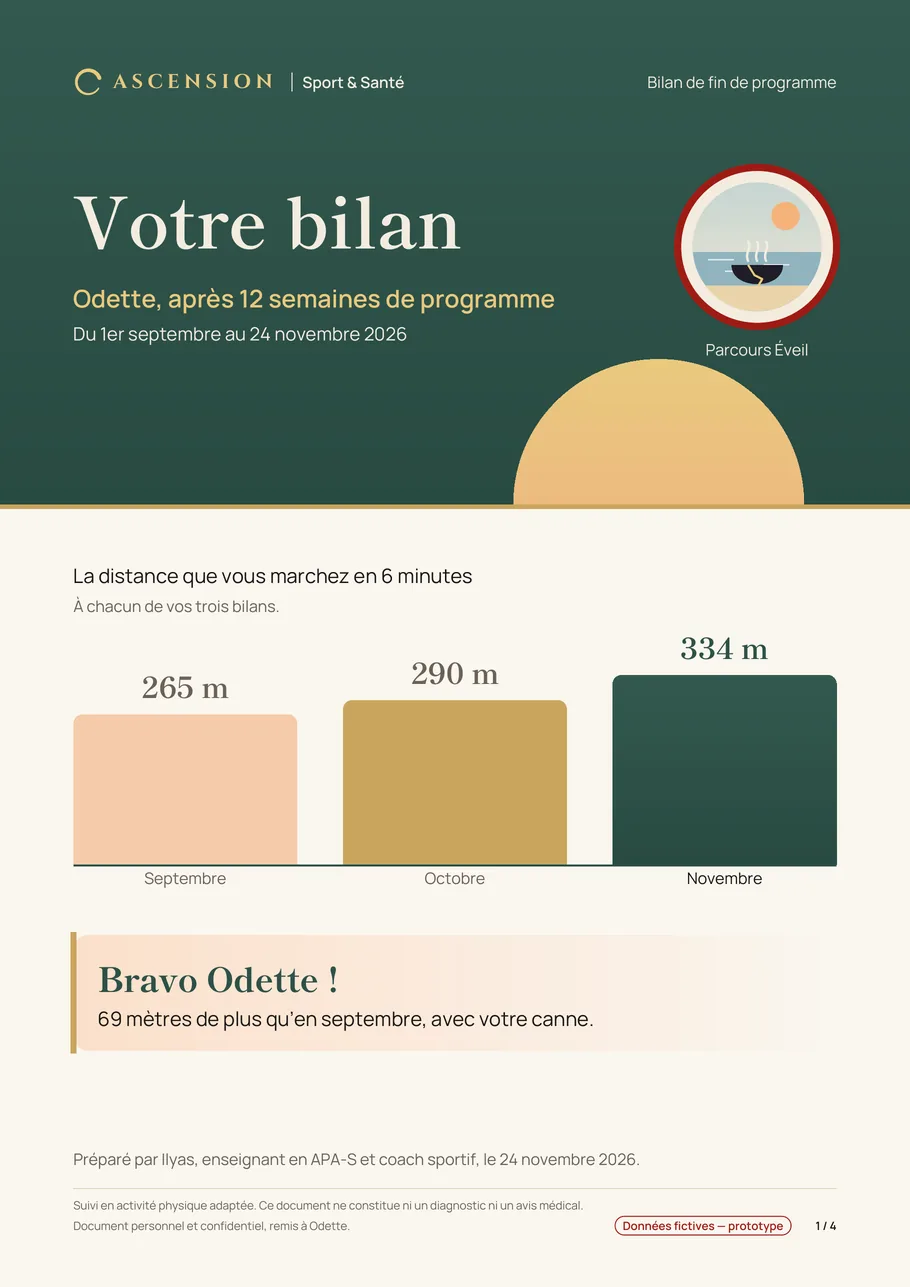 ASCENSION | Sport & Santé
Bilan de fin de programme
Votre bilan
Odette, après 12 semaines de programme
Du 1er septembre au 24 novembre 2026
Parcours Éveil
La distance que vous marchez en 6 minutes
À chacun de vos trois bilans.
265 m
290 m
334 m
Septembre
Octobre
Novembre
Bravo Odette !
69 mètres de plus qu’en septembre, avec votre canne.
Préparé par Ilyas, enseignant en APA-S et coach sportif, le 24 novembre 2026.
Suivi en activité physique adaptée. Ce document ne constitue ni un diagnostic ni un avis médical.
Document personnel et confidentiel, remis à Odette.
Données fictives — prototype
1 / 4